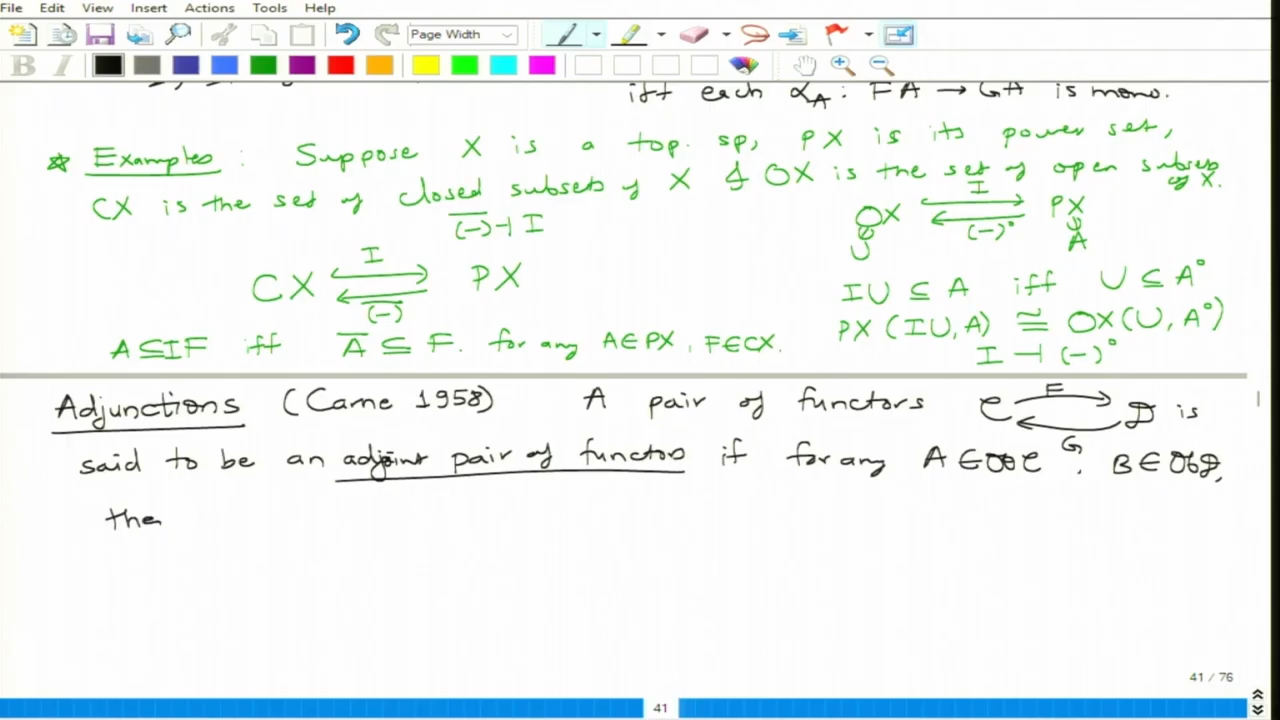 File Edit View Insert Actions Tools Help
Page Width
B I
iff each α_A : FA → GA is mono.
* Examples : Suppose X is a top. sp, PX is its power set,
CX is the set of closed subsets of X & OX is the set of open subsets of X.
(‾) ⊣ I
CX I PX
(‾)
A ⊆ IF iff A̅ ⊆ F. for any A ∈ PX, F ∈ CX.
OX I PX
(-)°
U A
IU ⊆ A iff U ⊆ A°
PX (IU, A) ≅ OX (U, A°)
I ⊣ (-)°
Adjunctions (Came 1958) A pair of functors C F D is
G
said to be an adjoint pair of functors if for any A ∈ Ob C, B ∈ Ob D,
the
41 / 76
41